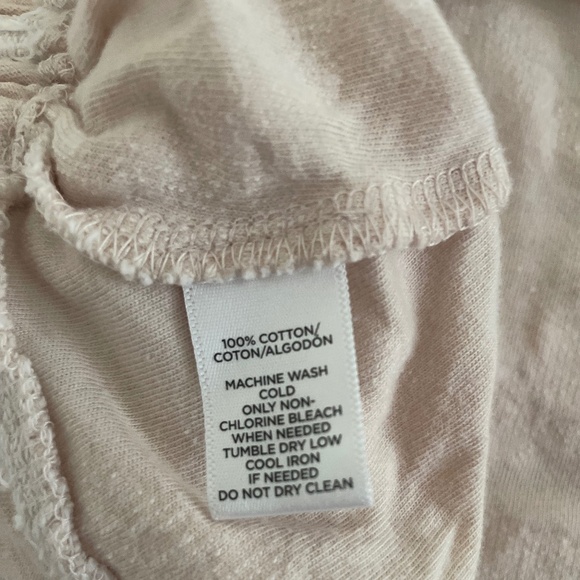 100% COTTON/
COTON/ALGODÓN
MACHINE WASH
COLD
ONLY NON-
CHLORINE BLEACH
WHEN NEEDED
TUMBLE DRY LOW
COOL IRON
IF NEEDED
DO NOT DRY CLEAN